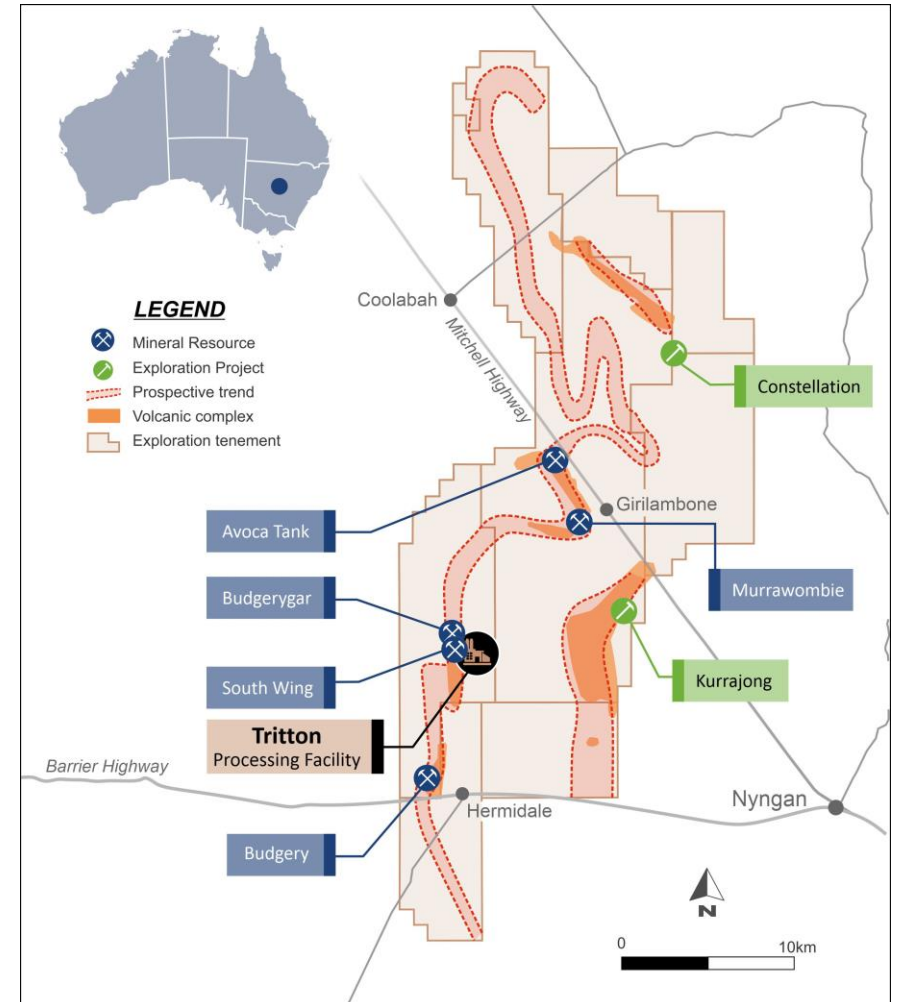 Coolabah
Mitchell Highway
LEGEND
Mineral Resource
Exploration Project
Prospective trend
Volcanic complex
Exploration tenement
Constellation
Avoca Tank
Girilambone
Budgerygar
Murrawombie
South Wing
Kurrajong
Tritton
Processing Facility
Barrier Highway
Hermidale
Nyngan
Budgery
N
0 10km